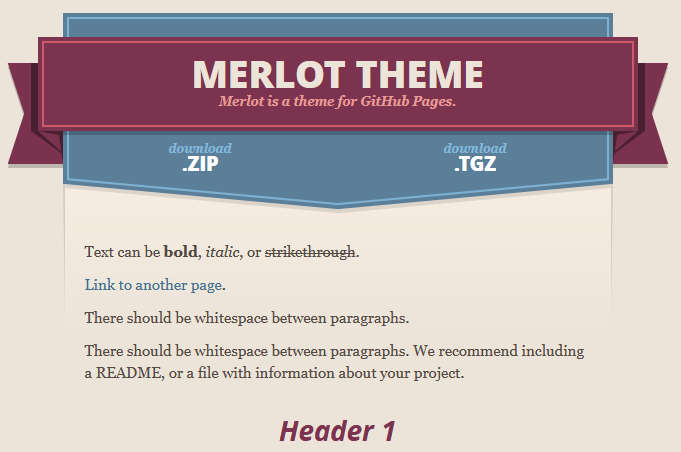 MERLOT THEME
Merlot is a theme for GitHub Pages.
download
.ZIP
download
.TGZ
Text can be bold, italic, or strikethrough.
Link to another page.
There should be whitespace between paragraphs.
There should be whitespace between paragraphs. We recommend including
a README, or a file with information about your project.
Header 1